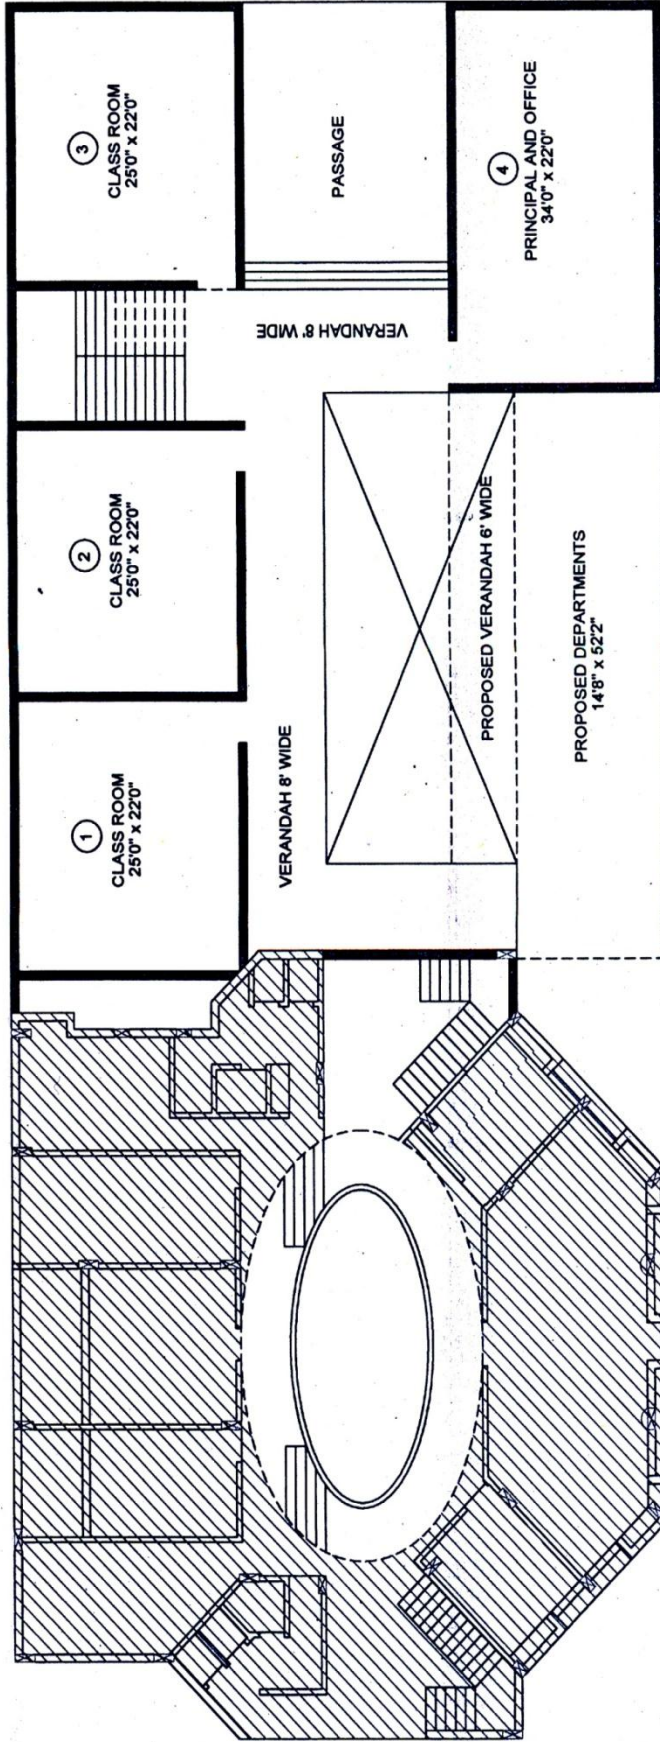 3
CLASS ROOM
25'0" x 22'0"
PASSAGE
4
PRINCIPAL AND OFFICE
34'0" x 22'0"
VERANDAH 8' WIDE
2
CLASS ROOM
25'0" x 22'0"
PROPOSED VERANDAH 6' WIDE
PROPOSED DEPARTMENTS
14'8" x 52'2"
1
CLASS ROOM
25'0" x 22'0"
VERANDAH 8' WIDE